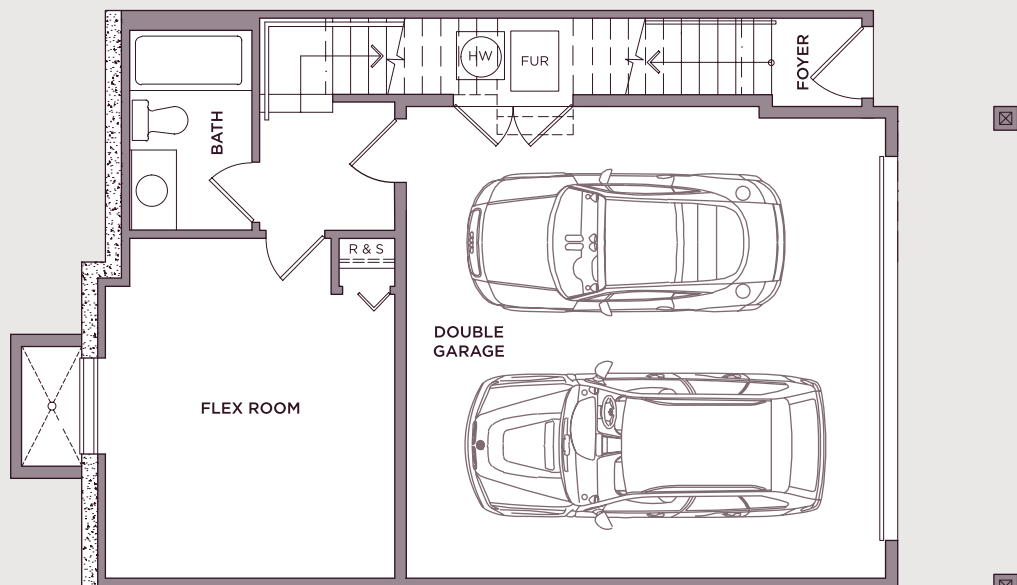 HW
FUR
FOYER
BATH
R & S
DOUBLE
GARAGE
FLEX ROOM